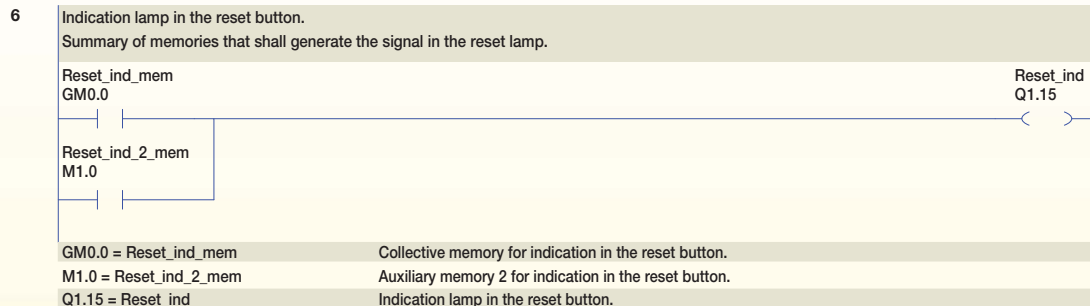 6
Indication lamp in the reset button.
Summary of memories that shall generate the signal in the reset lamp.
Reset_ind_mem
GM0.0
Reset_ind
Q1.15
Reset_ind_2_mem
M1.0
GM0.0 = Reset_ind_mem Collective memory for indication in the reset button.
M1.0 = Reset_ind_2_mem Auxiliary memory 2 for indication in the reset button.
Q1.15 = Reset_ind Indication lamp in the reset button.